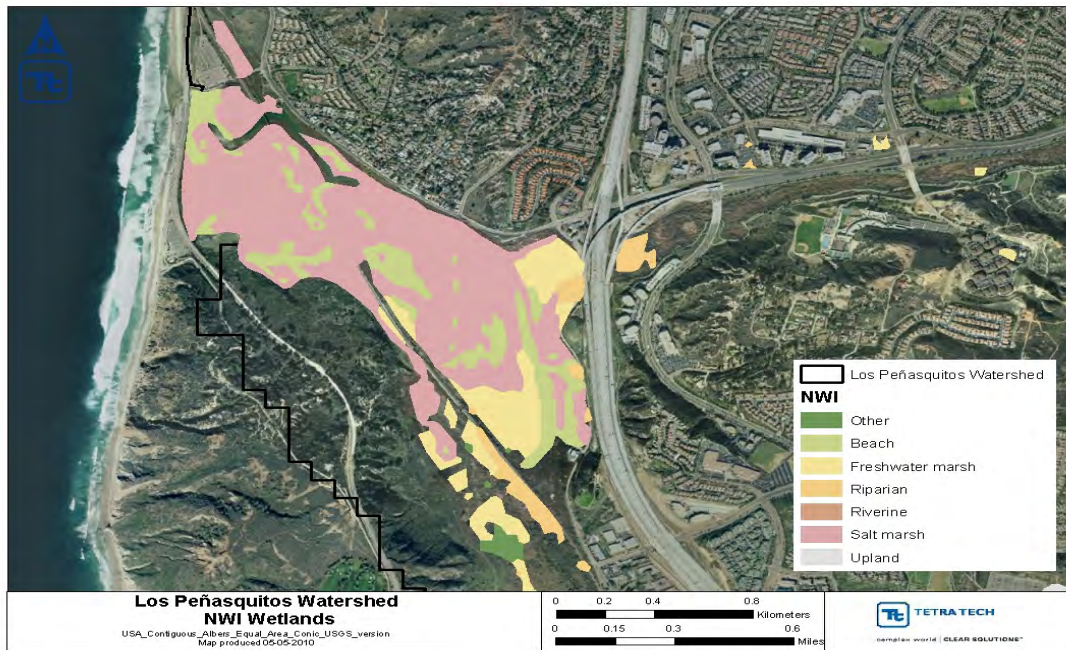 Los Peñasquitos Watershed
NWI
Other
Beach
Freshwater marsh
Riparian
Riverine
Salt marsh
Upland
Los Peñasquitos Watershed
NWI Wetlands
USA_Contiguous_Albers_Equal_Area_Conic_USGS_version
Map produced 05-05-2010
0 0.2 0.4 0.8
Kilometers
0 0.15 0.3 0.6
Miles
TETRA TECH
complex world | CLEAR SOLUTIONS™